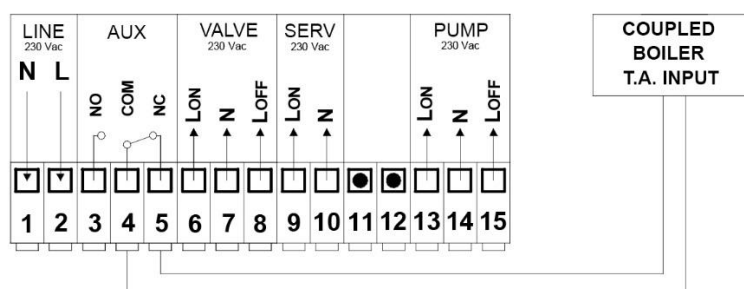 LINE AUX VALVE SERV PUMP
230 Vac 230 Vac 230 Vac 230 Vac
N L NO COM NC LON N LOFF LON N LON N LOFF
1 2 3 4 5 6 7 8 9 10 11 12 13 14 15
COUPLED
BOILER
T.A. INPUT